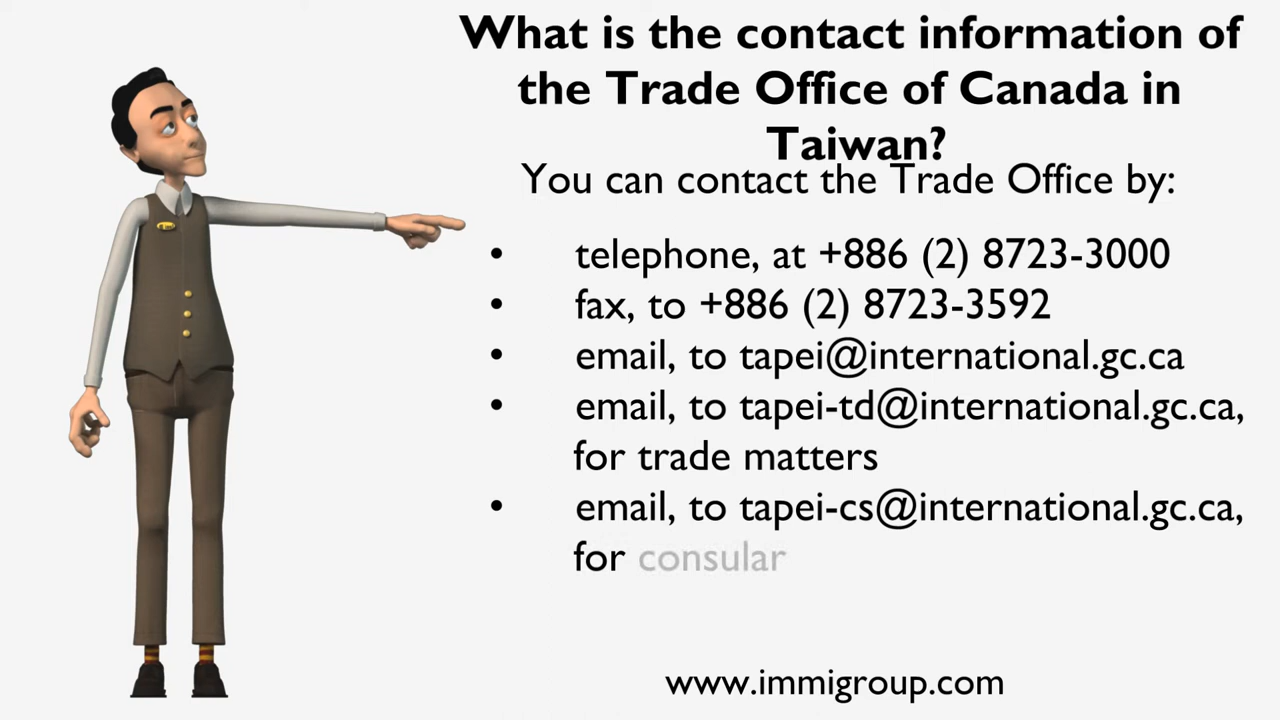 What is the contact information of
the Trade Office of Canada in
Taiwan?
You can contact the Trade Office by:
• telephone, at +886 (2) 8723-3000
• fax, to +886 (2) 8723-3592
• email, to tapei@international.gc.ca
• email, to tapei-td@international.gc.ca,
for trade matters
• email, to tapei-cs@international.gc.ca,
for consular
www.immigroup.com